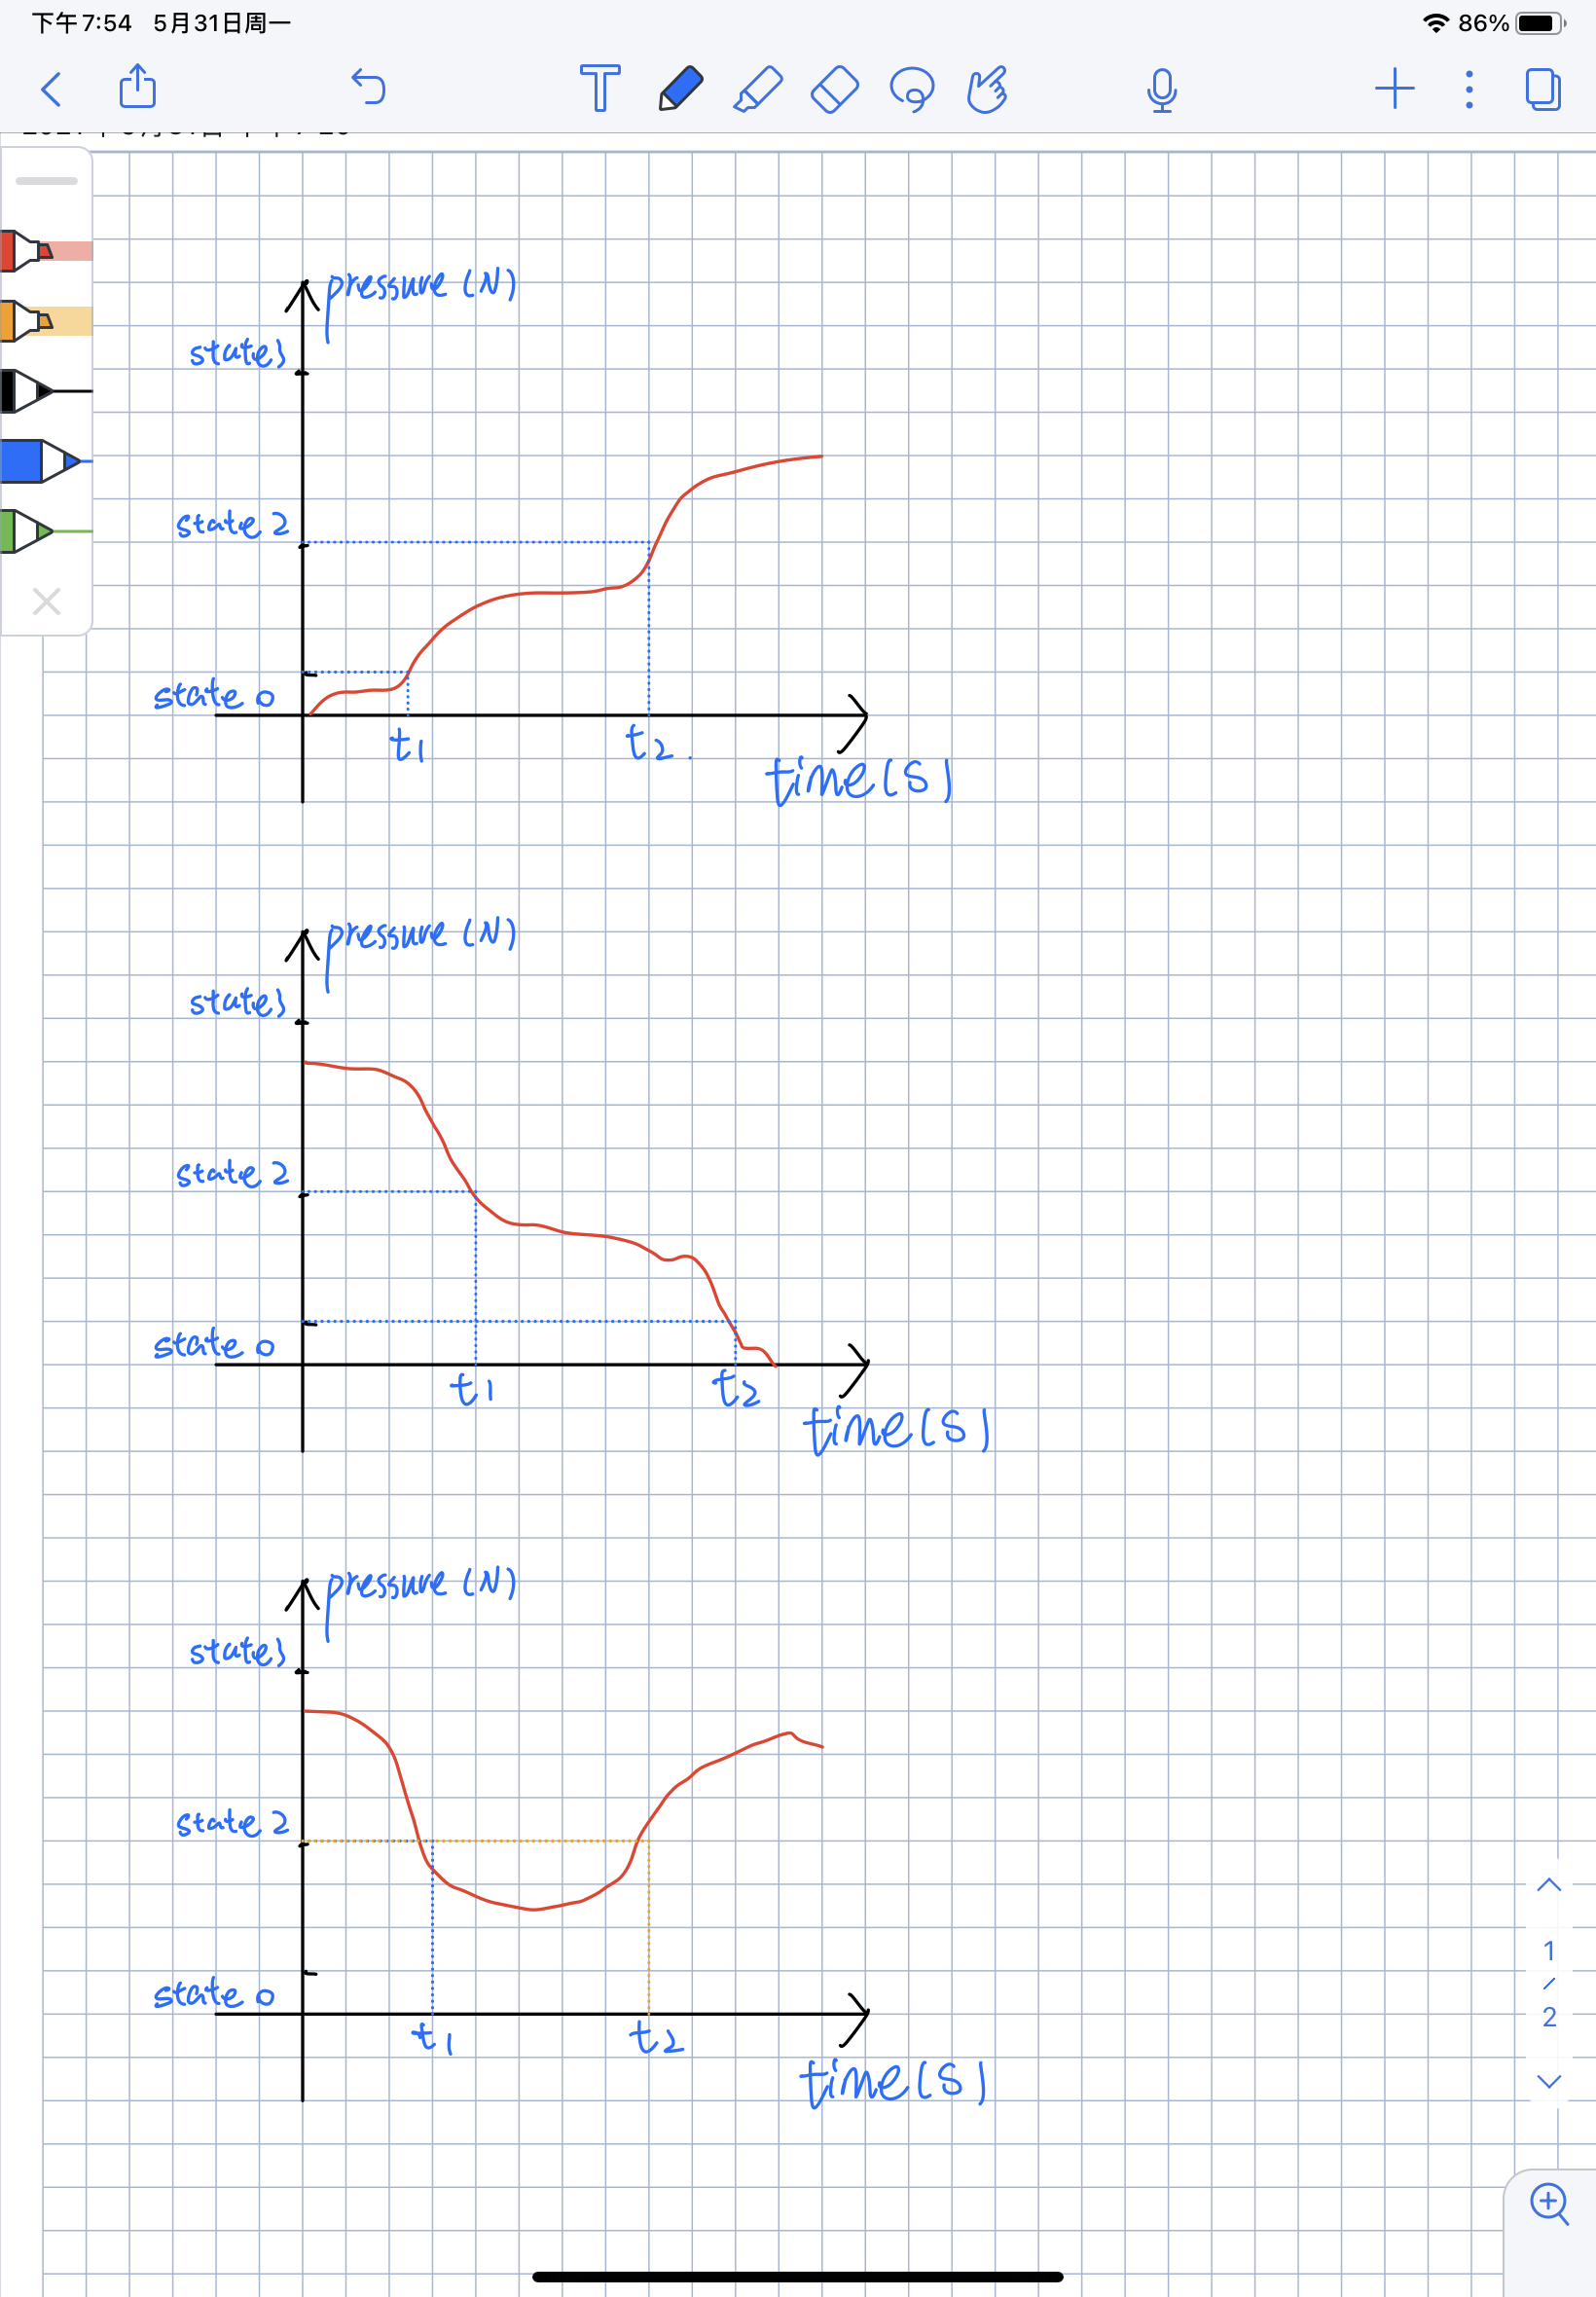 下午7:54 5月31日周一
86%
pressure (N)
state3
state 2
state 0
t1
t2.
time(s)
pressure (N)
state3
state 2
state 0
t1
t2
time(s)
pressure (N)
state3
state 2
state 0
t1
t2
time(s)
1
/
2